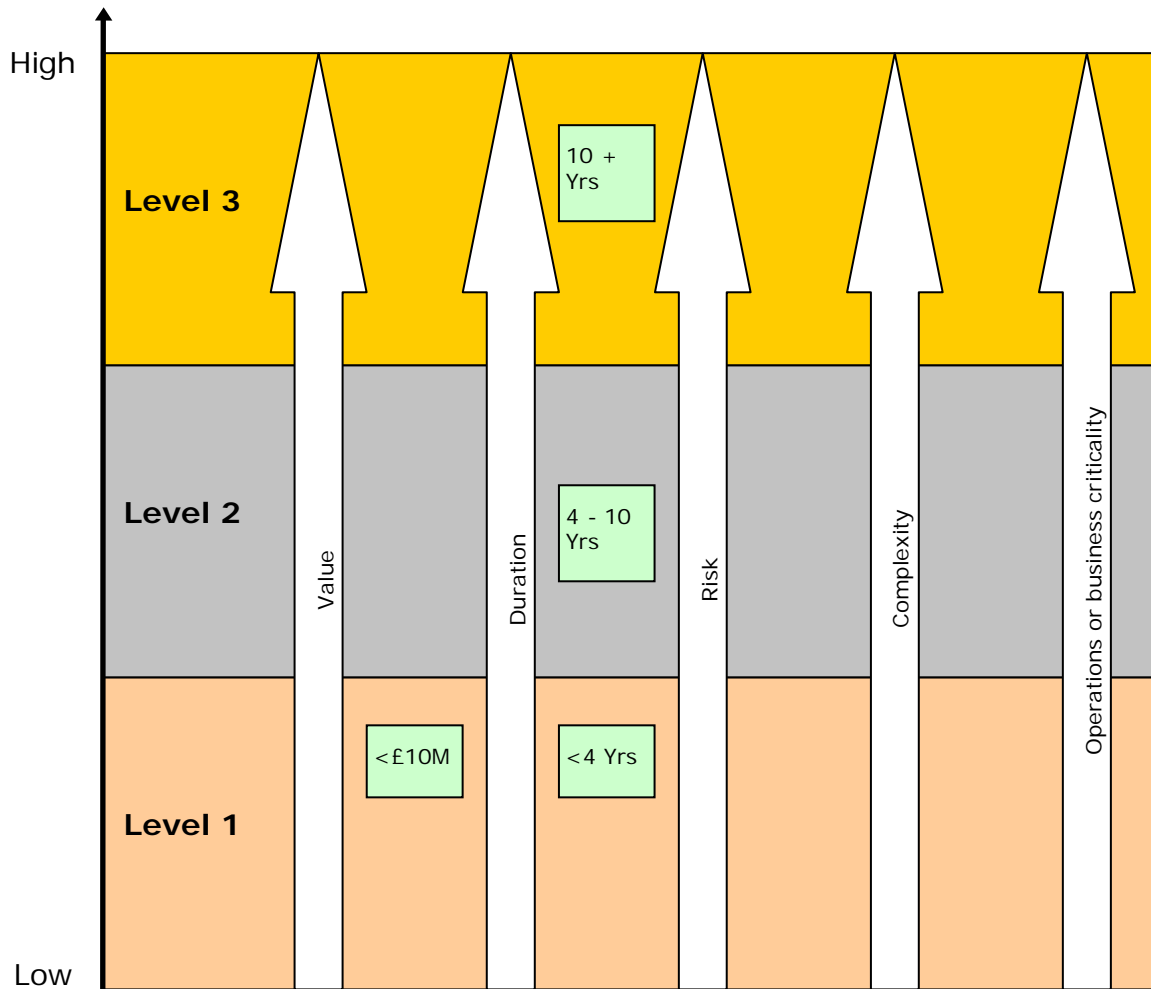 High
Level 3
10 +
Yrs
Level 2
4 - 10
Yrs
Value
Duration
Risk
Complexity
Operations or business criticality
<£10M
<4 Yrs
Level 1
Low